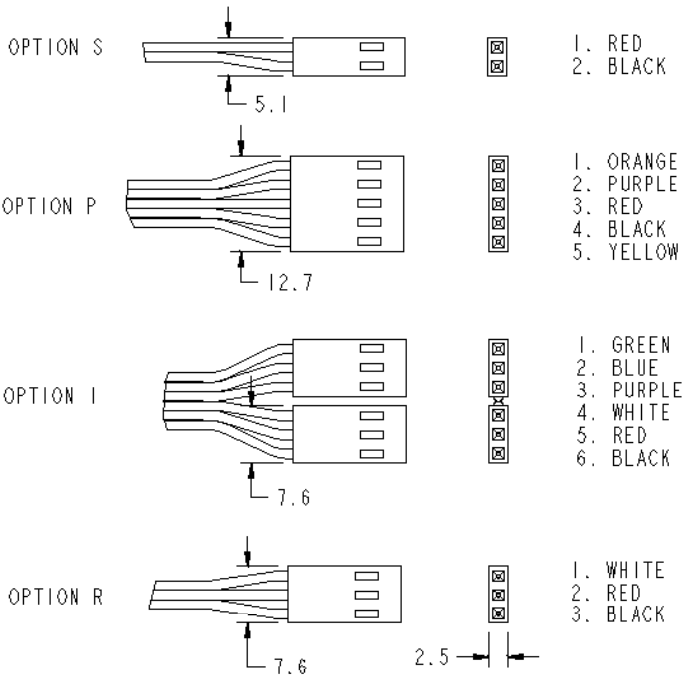 OPTION S
1. RED
2. BLACK
5.1
OPTION P
1. ORANGE
2. PURPLE
3. RED
4. BLACK
5. YELLOW
12.7
OPTION I
1. GREEN
2. BLUE
3. PURPLE
4. WHITE
5. RED
6. BLACK
7.6
OPTION R
1. WHITE
2. RED
3. BLACK
7.6
2.5